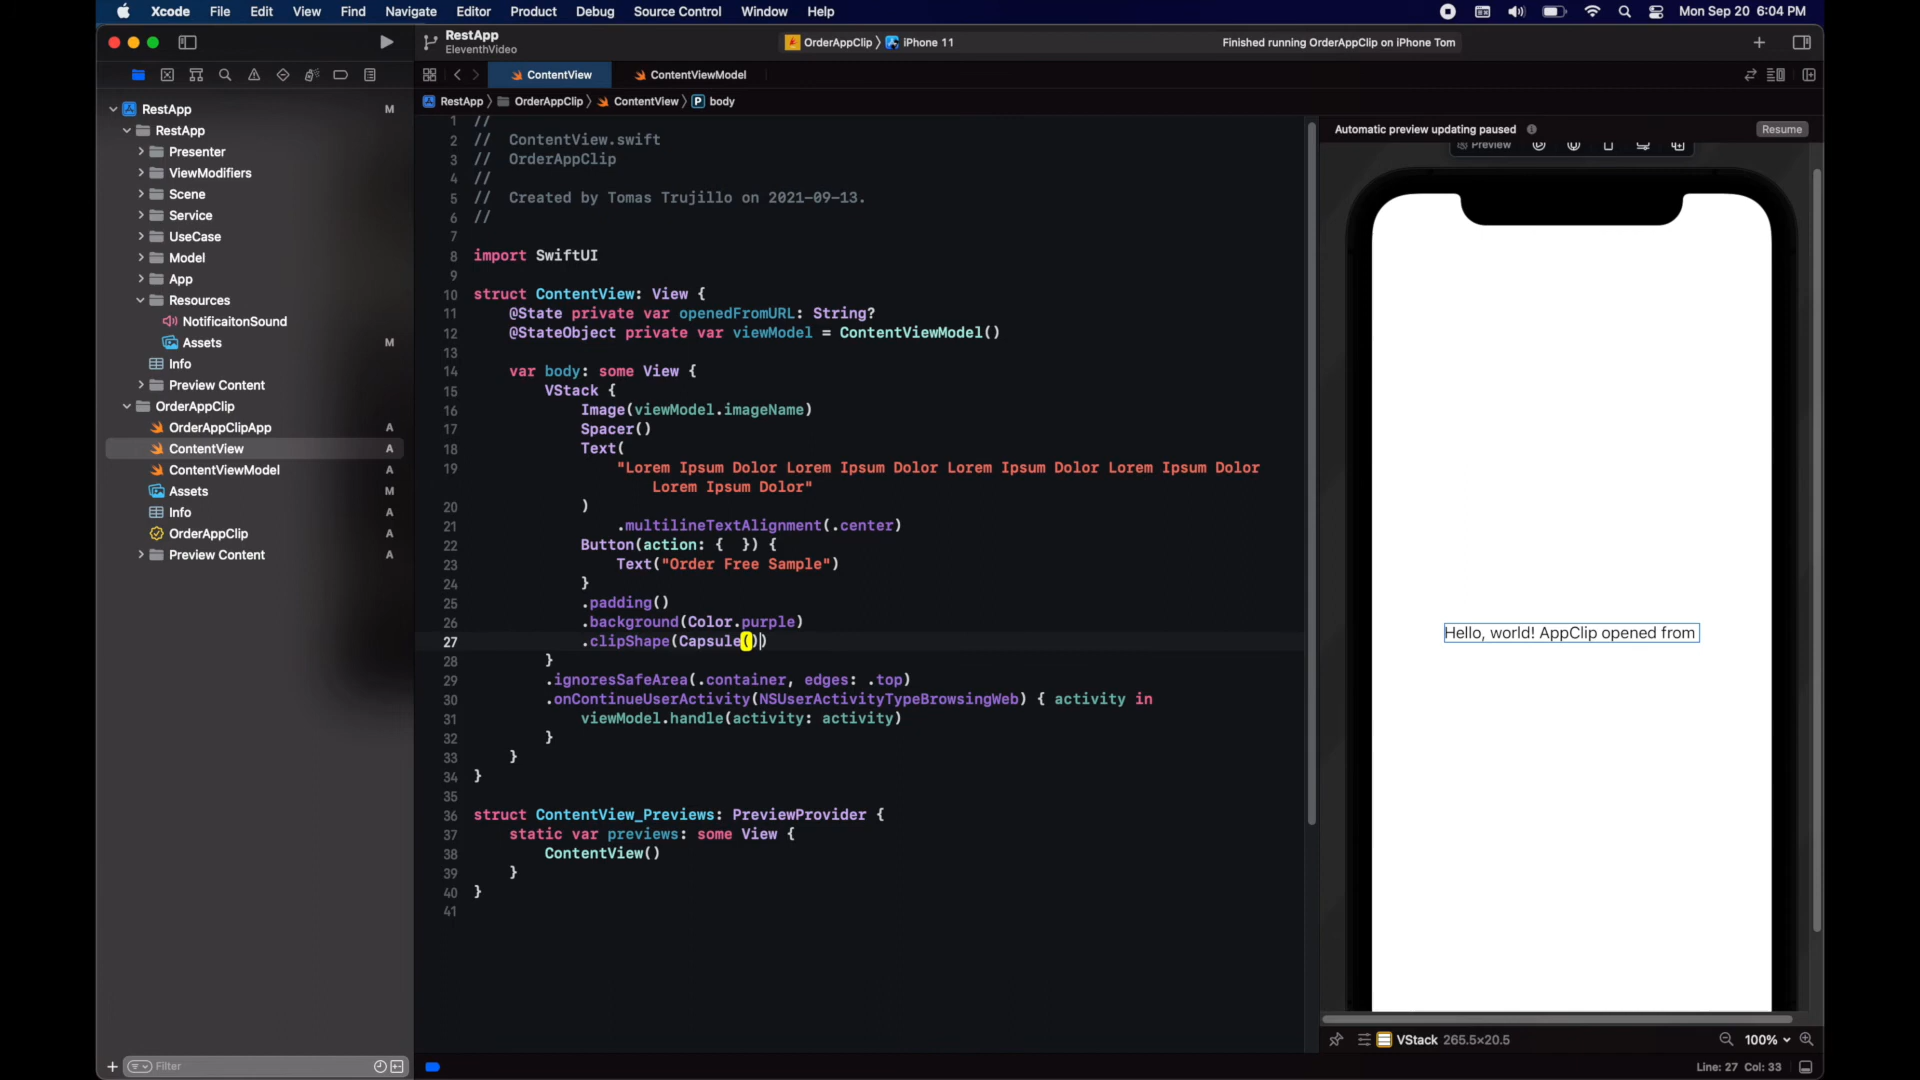 Xcode File Edit View Find Navigate Editor Product Debug Source Control Window Help Mon Sep 20 6:04 PM
RestApp
EleventhVideo
OrderAppClip iPhone 11 Finished running OrderAppClip on iPhone Tom
ContentView ContentViewModel
RestApp OrderAppClip ContentView P body
RestApp M
RestApp
Presenter
ViewModifiers
Scene
Service
UseCase
Model
App
Resources
NotificaitonSound
Assets M
Info
Preview Content
OrderAppClip
OrderAppClipApp A
ContentView A
ContentViewModel A
Assets M
Info A
OrderAppClip A
Preview Content A
Filter
1 //
2 // ContentView.swift
3 // OrderAppClip
4 //
5 // Created by Tomas Trujillo on 2021-09-13.
6 //
7
8 import SwiftUI
9
10 struct ContentView: View {
11 @State private var openedFromURL: String?
12 @StateObject private var viewModel = ContentViewModel()
13
14 var body: some View {
15 VStack {
16 Image(viewModel.imageName)
17 Spacer()
18 Text(
19 "Lorem Ipsum Dolor Lorem Ipsum Dolor Lorem Ipsum Dolor Lorem Ipsum Dolor
Lorem Ipsum Dolor"
20 )
21 .multilineTextAlignment(.center)
22 Button(action: { }) {
23 Text("Order Free Sample")
24 }
25 .padding()
26 .background(Color.purple)
27 .clipShape(Capsule())
28 }
29 .ignoresSafeArea(.container, edges: .top)
30 .onContinueUserActivity(NSUserActivityTypeBrowsingWeb) { activity in
31 viewModel.handle(activity: activity)
32 }
33 }
34 }
35
36 struct ContentView_Previews: PreviewProvider {
37 static var previews: some View {
38 ContentView()
39 }
40 }
41
Automatic preview updating paused Resume
Preview
Hello, world! AppClip opened from
VStack 265.5×20.5 100%
Line: 27 Col: 33